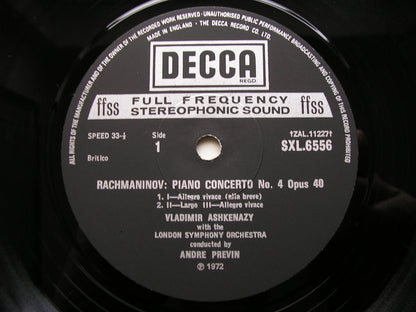 ALL RIGHTS OF THE MANUFACTURER AND OF THE OWNER OF THE RECORDED WORK RESERVED. UNAUTHORISED PUBLIC PERFORMANCE BROADCASTING AND COPYING OF THIS RECORD PROHIBITED
MADE IN ENGLAND. • THE DECCA RECORD CO. LTD.
DECCA
REGD.
ffss FULL FREQUENCY ffss
STEREOPHONIC SOUND
SPEED 33-⅓ Side †ZAL.11227†
1 SXL.6556
Britico
RACHMANINOV: PIANO CONCERTO No. 4 Opus 40
1. I—Allegro vivace (alla breve)
2. II—Largo III—Allegro vivace
VLADIMIR ASHKENAZY
with the
LONDON SYMPHONY ORCHESTRA
conducted by
ANDRE PREVIN
℗ 1972